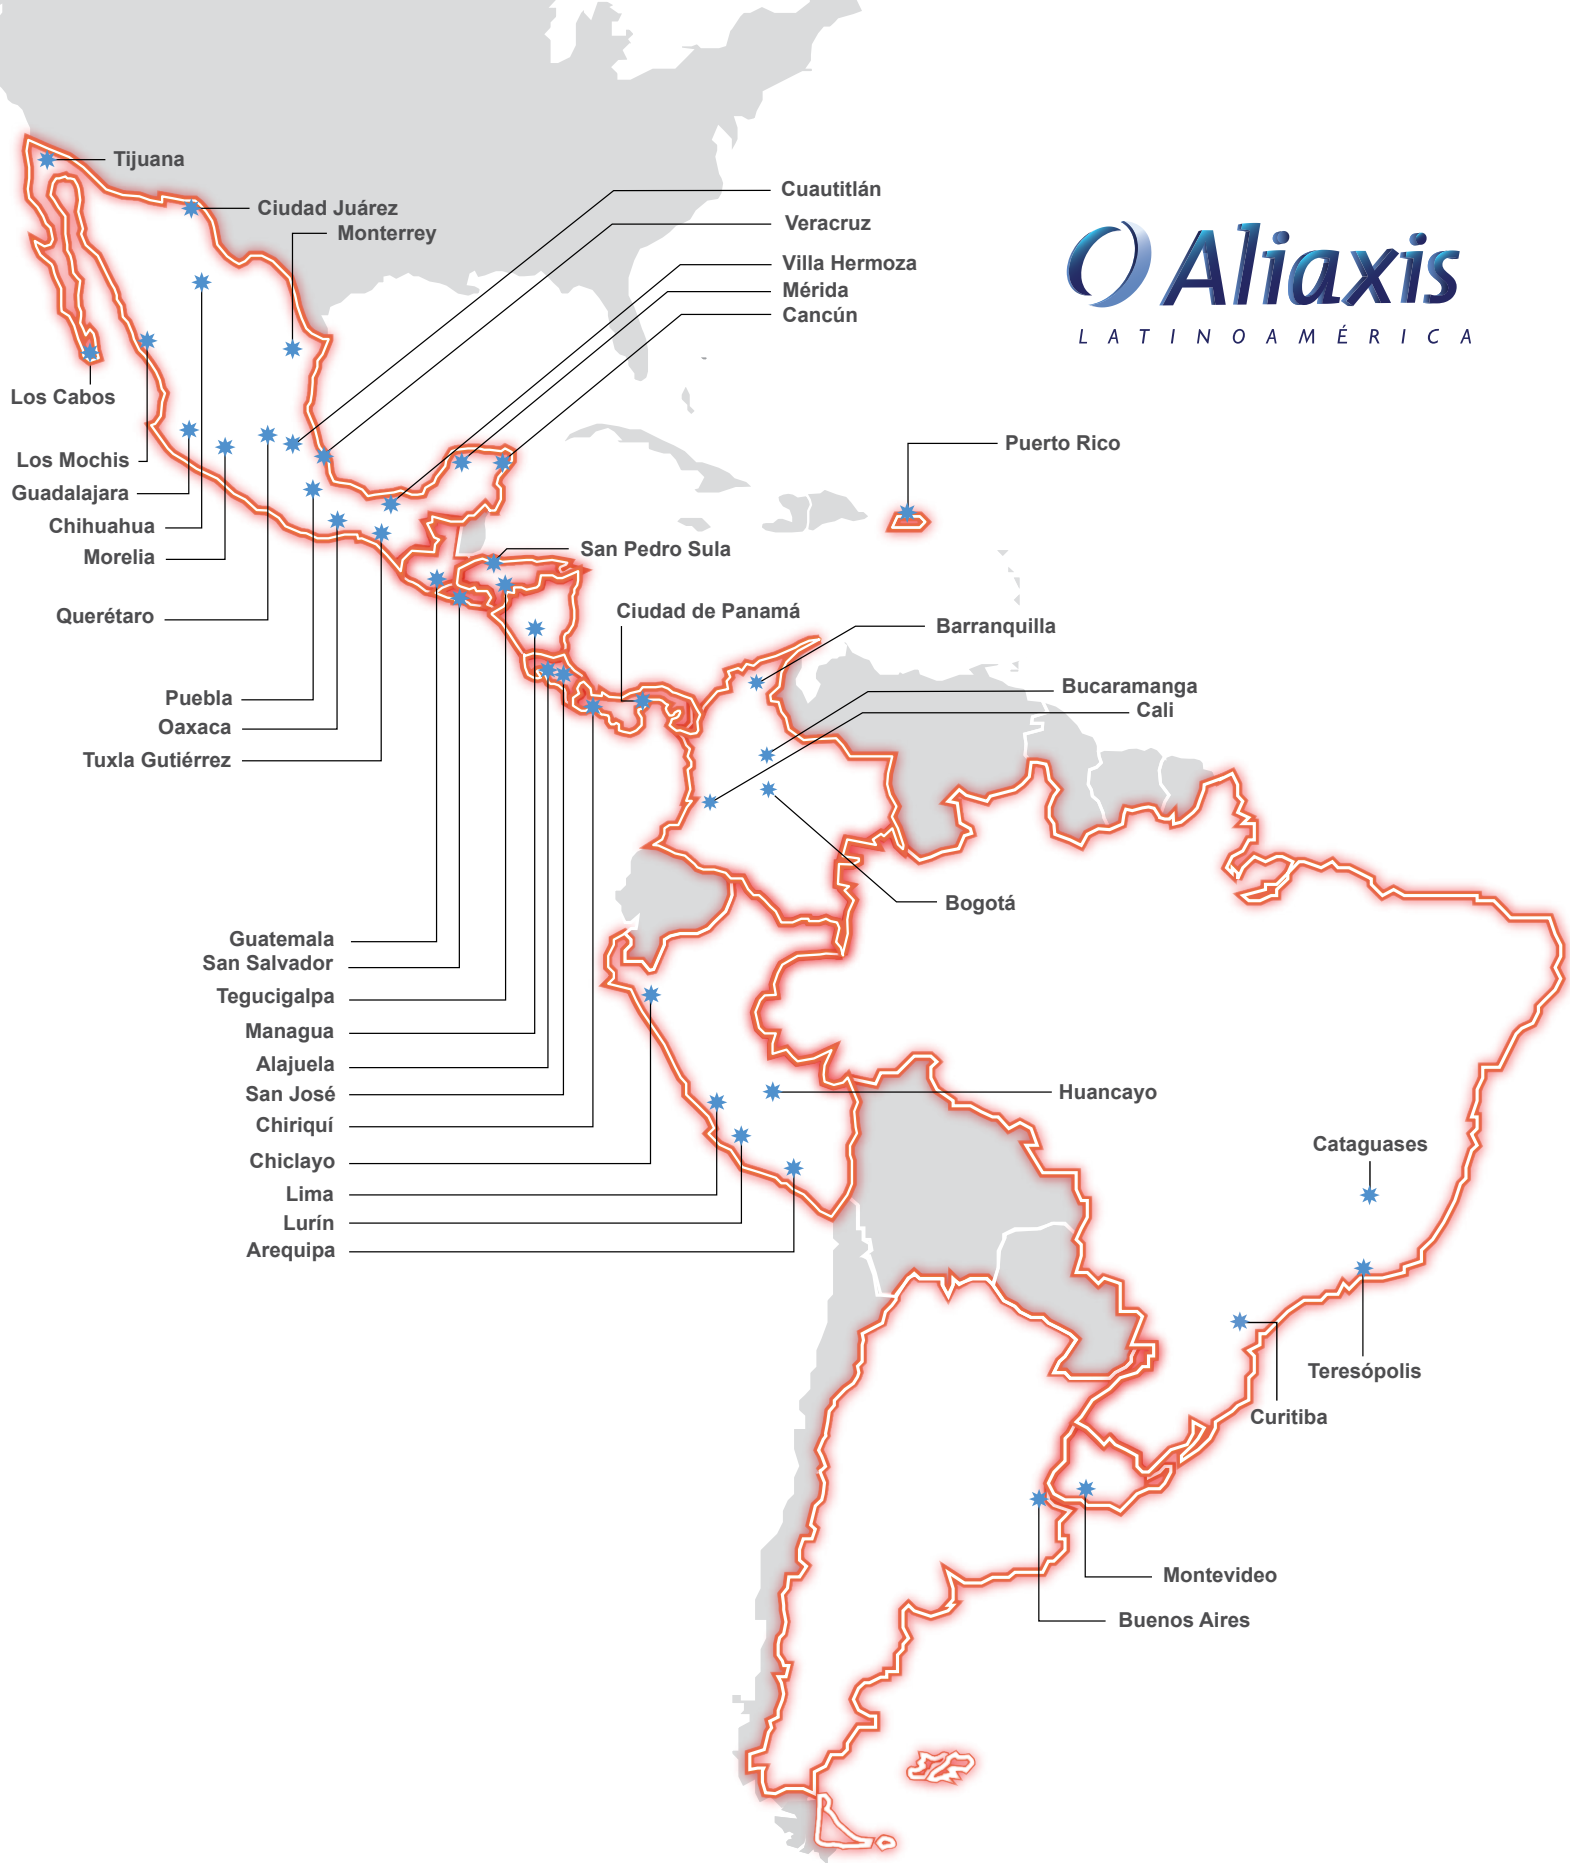 Tijuana
Cuautitlán
Ciudad Juárez
Veracruz
Monterrey
Villa Hermoza
Mérida
Cancún
Aliaxis
LATINOAMÉRICA
Los Cabos
Puerto Rico
Los Mochis
Guadalajara
Chihuahua
Morelia
San Pedro Sula
Querétaro
Ciudad de Panamá
Barranquilla
Bucaramanga
Puebla
Cali
Oaxaca
Tuxla Gutiérrez
Bogotá
Guatemala
San Salvador
Tegucigalpa
Managua
Alajuela
San José
Huancayo
Chiriquí
Cataguases
Chiclayo
Lima
Lurín
Arequipa
Teresópolis
Curitiba
Montevideo
Buenos Aires